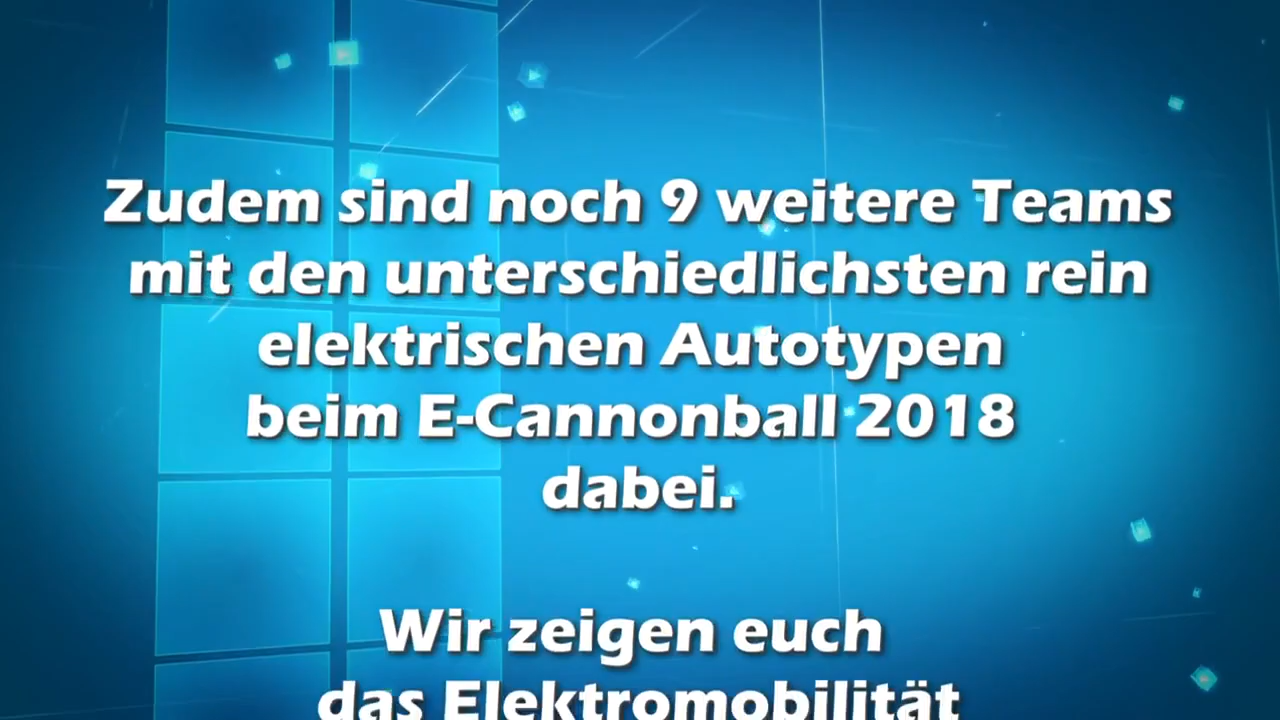 Zudem sind noch 9 weitere Teams
mit den unterschiedlichsten rein
elektrischen Autotypen
beim E-Cannonball 2018
dabei.
Wir zeigen euch
das Elektromobilität